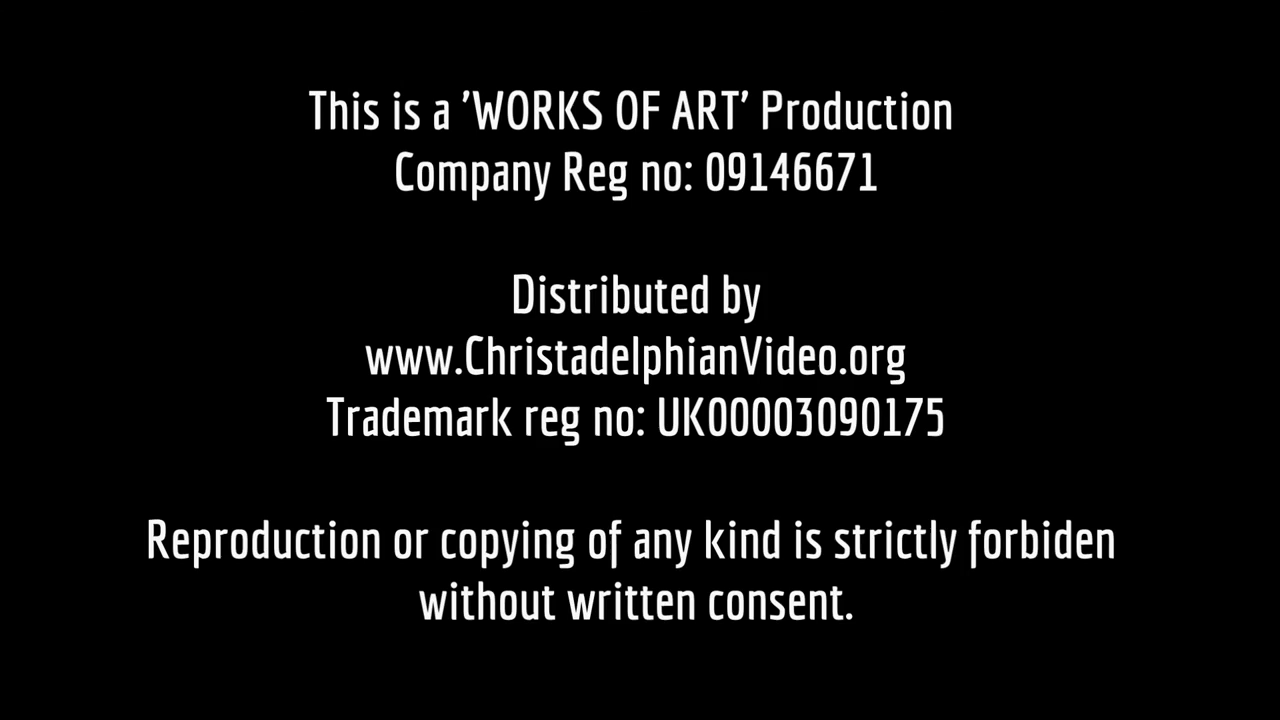 This is a 'WORKS OF ART' Production
Company Reg no: 09146671
Distributed by
www.ChristadelphianVideo.org
Trademark reg no: UK00003090175
Reproduction or copying of any kind is strictly forbiden
without written consent.